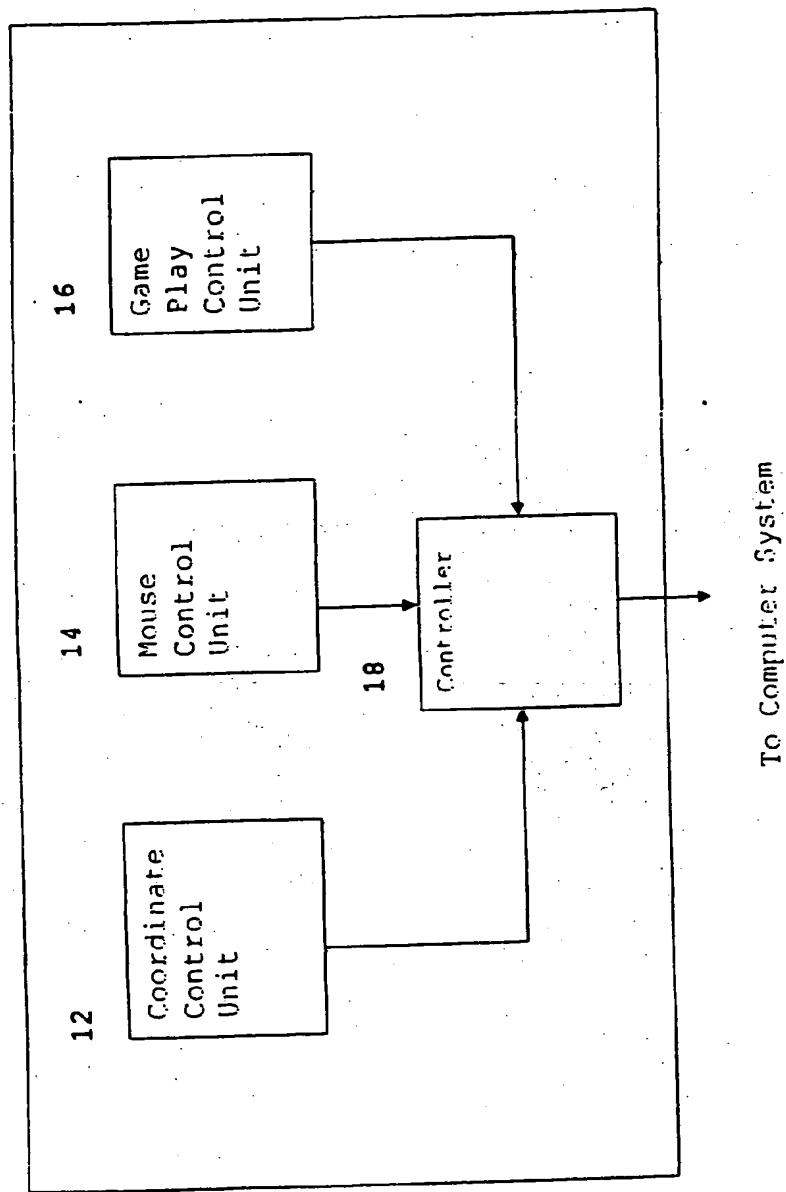 12
Coordinate
Control
Unit
14
Mouse
Control
Unit
16
Game
Play
Control
Unit
18
Controller
To Computer System